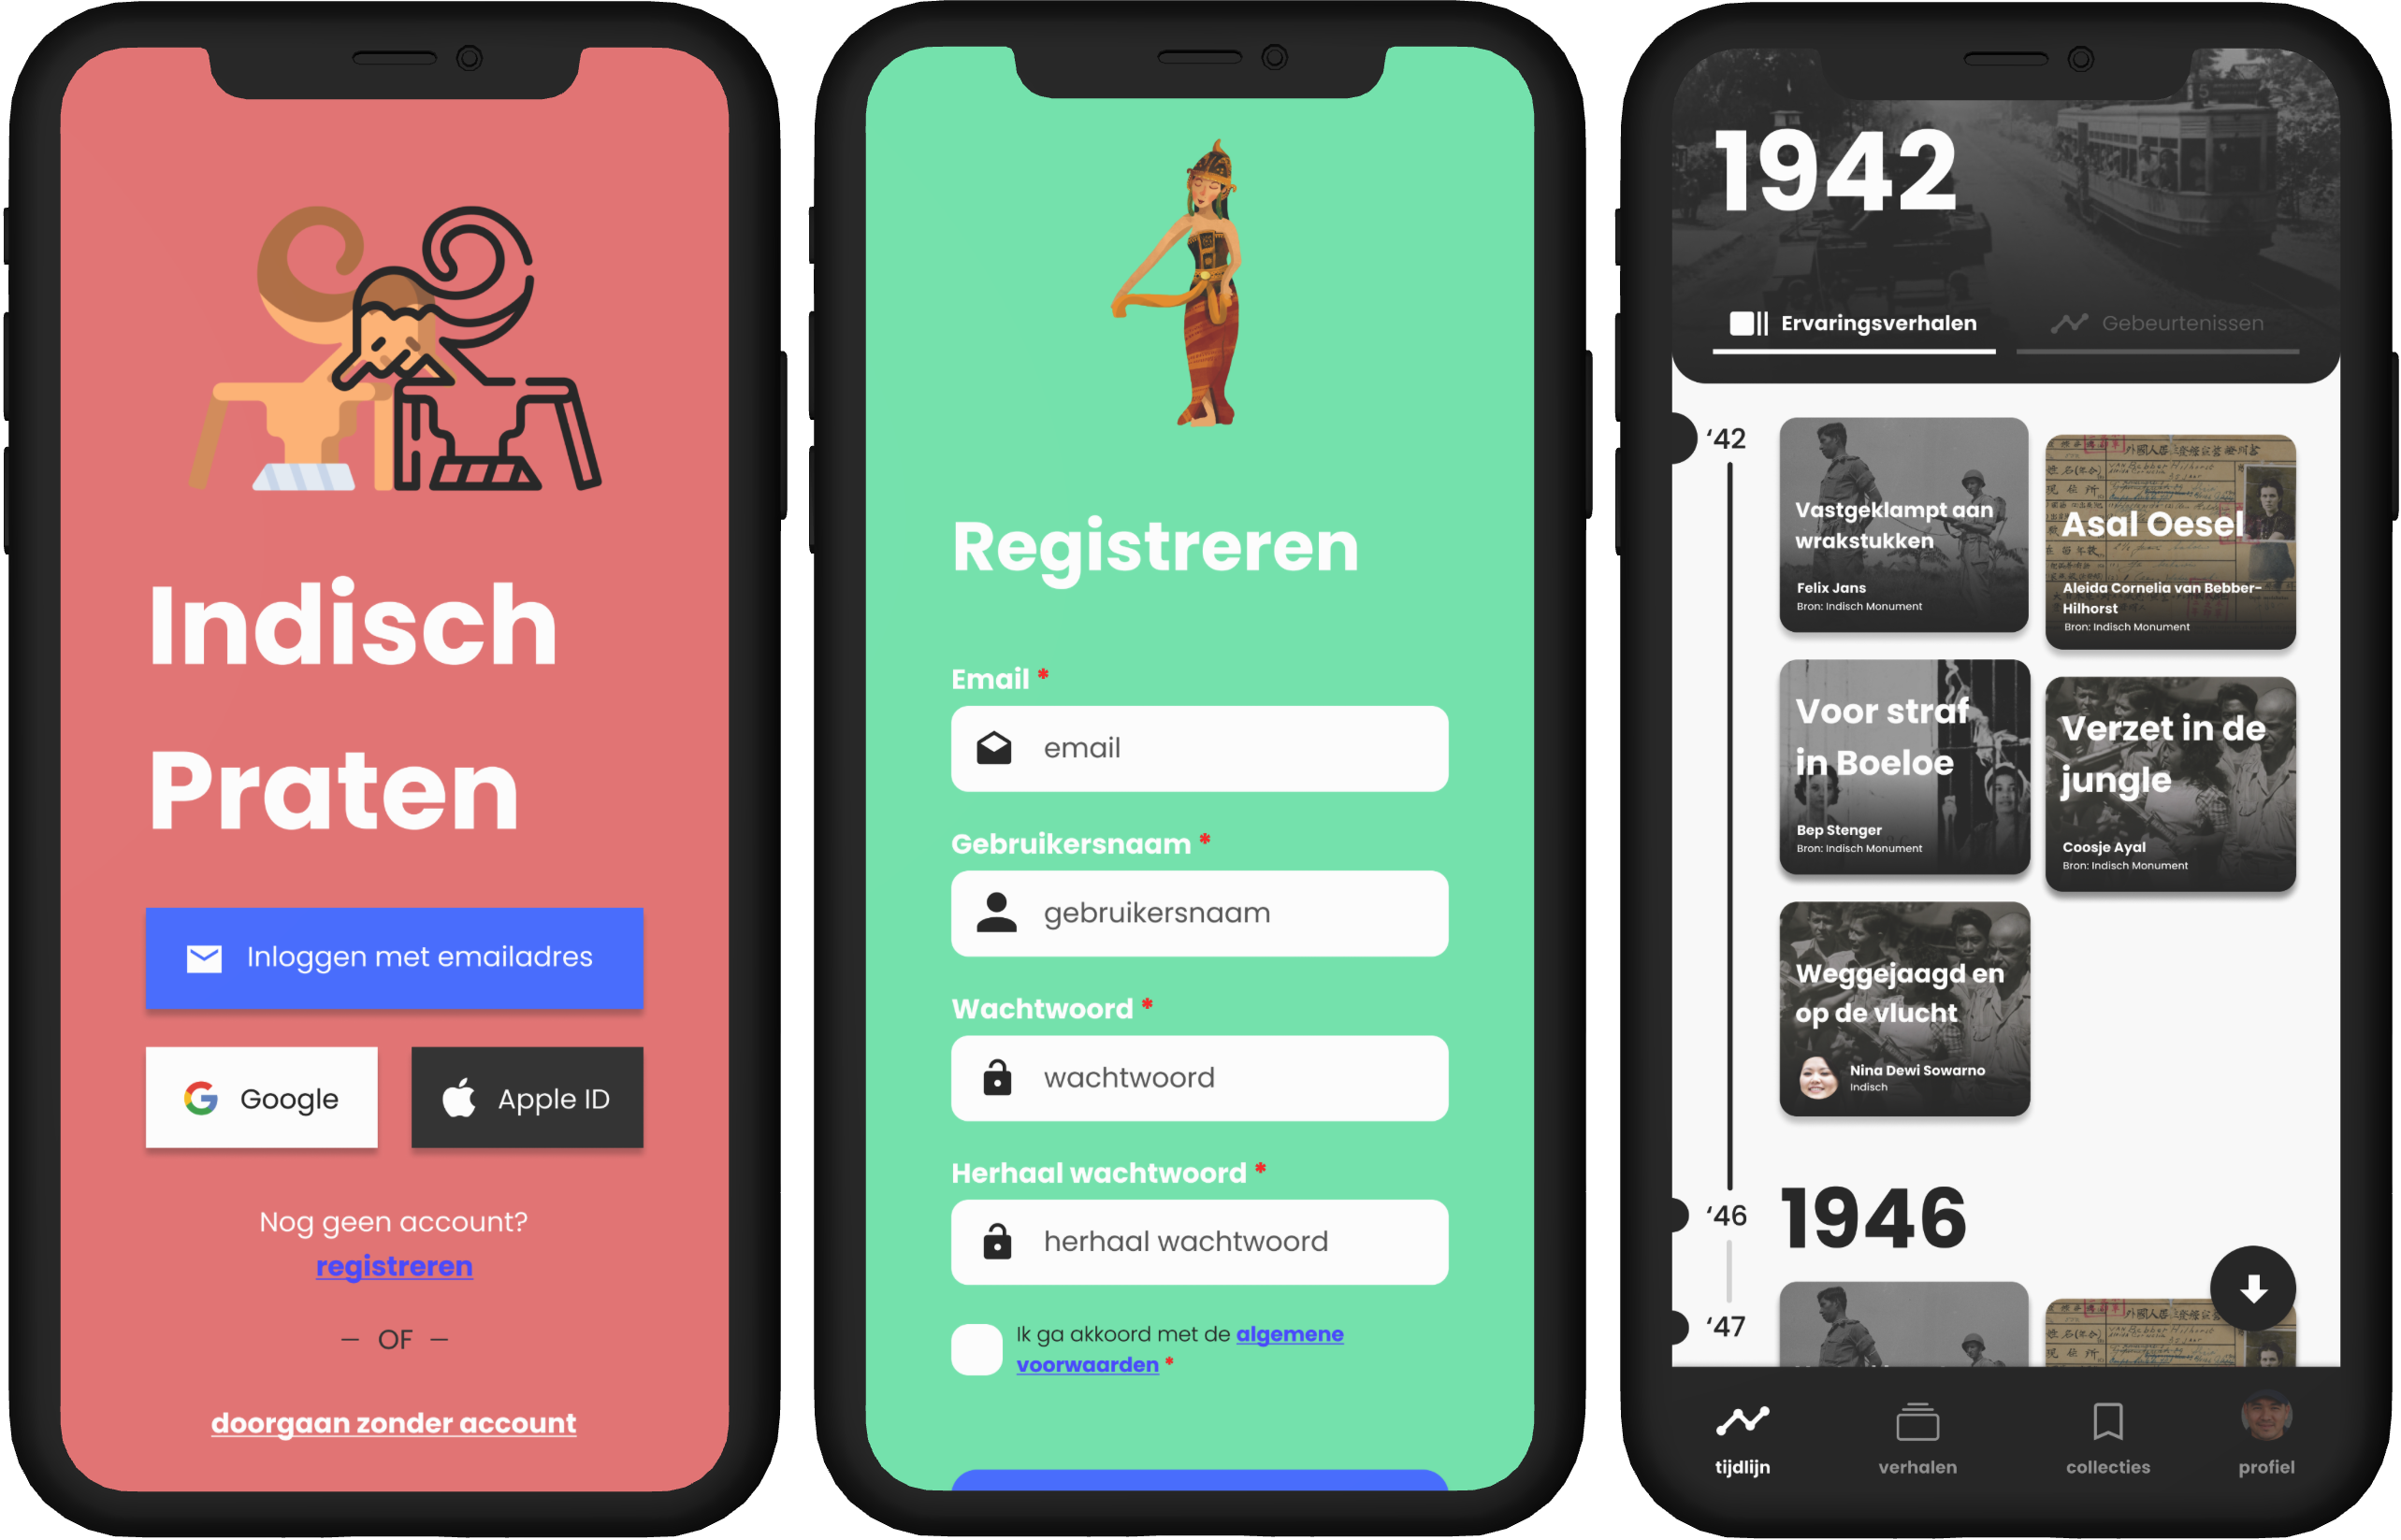 Indisch
Praten
Inloggen met emailadres
Google
Apple ID
Nog geen account?
registreren
— OF —
doorgaan zonder account
Registreren
Email *
email
Gebruikersnaam *
gebruikersnaam
Wachtwoord *
wachtwoord
Herhaal wachtwoord *
herhaal wachtwoord
Ik ga akkoord met de algemene
voorwaarden *
5
1942
Ervaringsverhalen
Gebeurtenissen
‘42
Vastgeklampt aan
wrakstukken
Felix Jans
Bron: Indisch Monument
Asal Oesel
Aleida Cornelia van Bebber-
Hilhorst
Bron: Indisch Monument
Voor straf
in Boeloe
Bep Stenger
Bron: Indisch Monument
Verzet in de
jungle
Coosje Ayal
Bron: Indisch Monument
Weggejaagd en
op de vlucht
Nina Dewi Sowarno
Indisch
‘46
1946
‘47
tijdlijn
verhalen
collecties
profiel